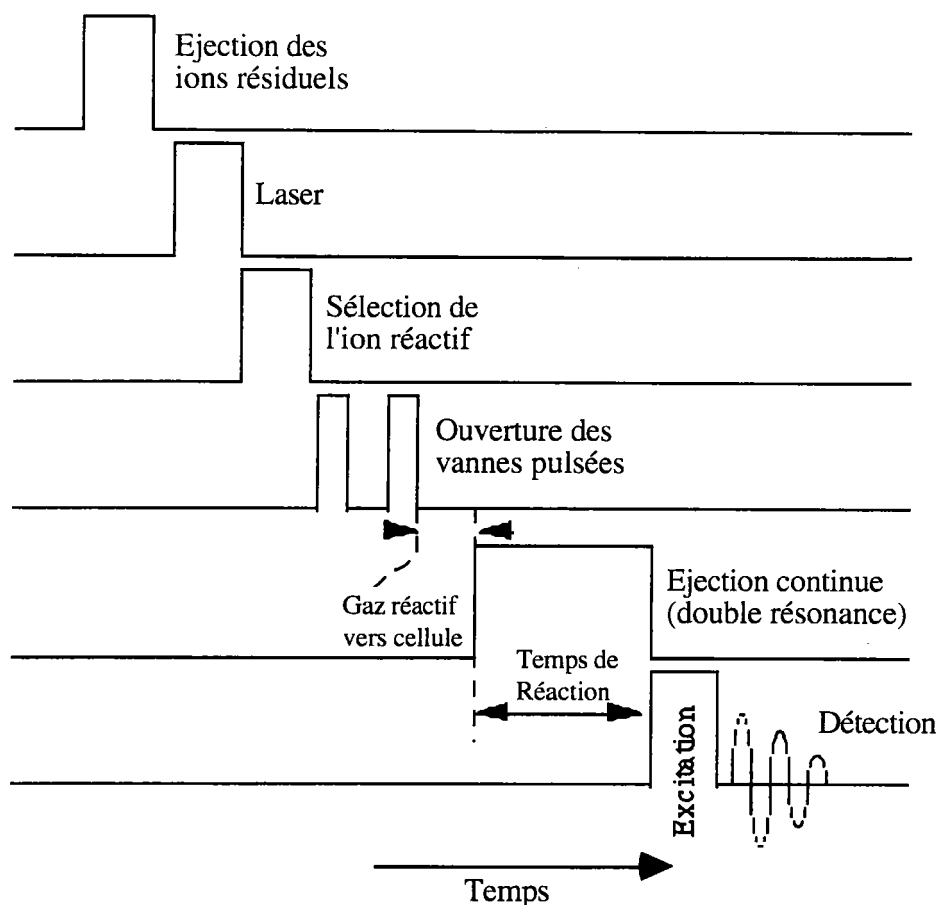 Ejection des
ions résiduels
Laser
Sélection de
l'ion réactif
Ouverture des
vannes pulsées
Gaz réactif
vers cellule
Ejection continue
(double résonance)
Temps de
Réaction
Excitation
Détection
Temps